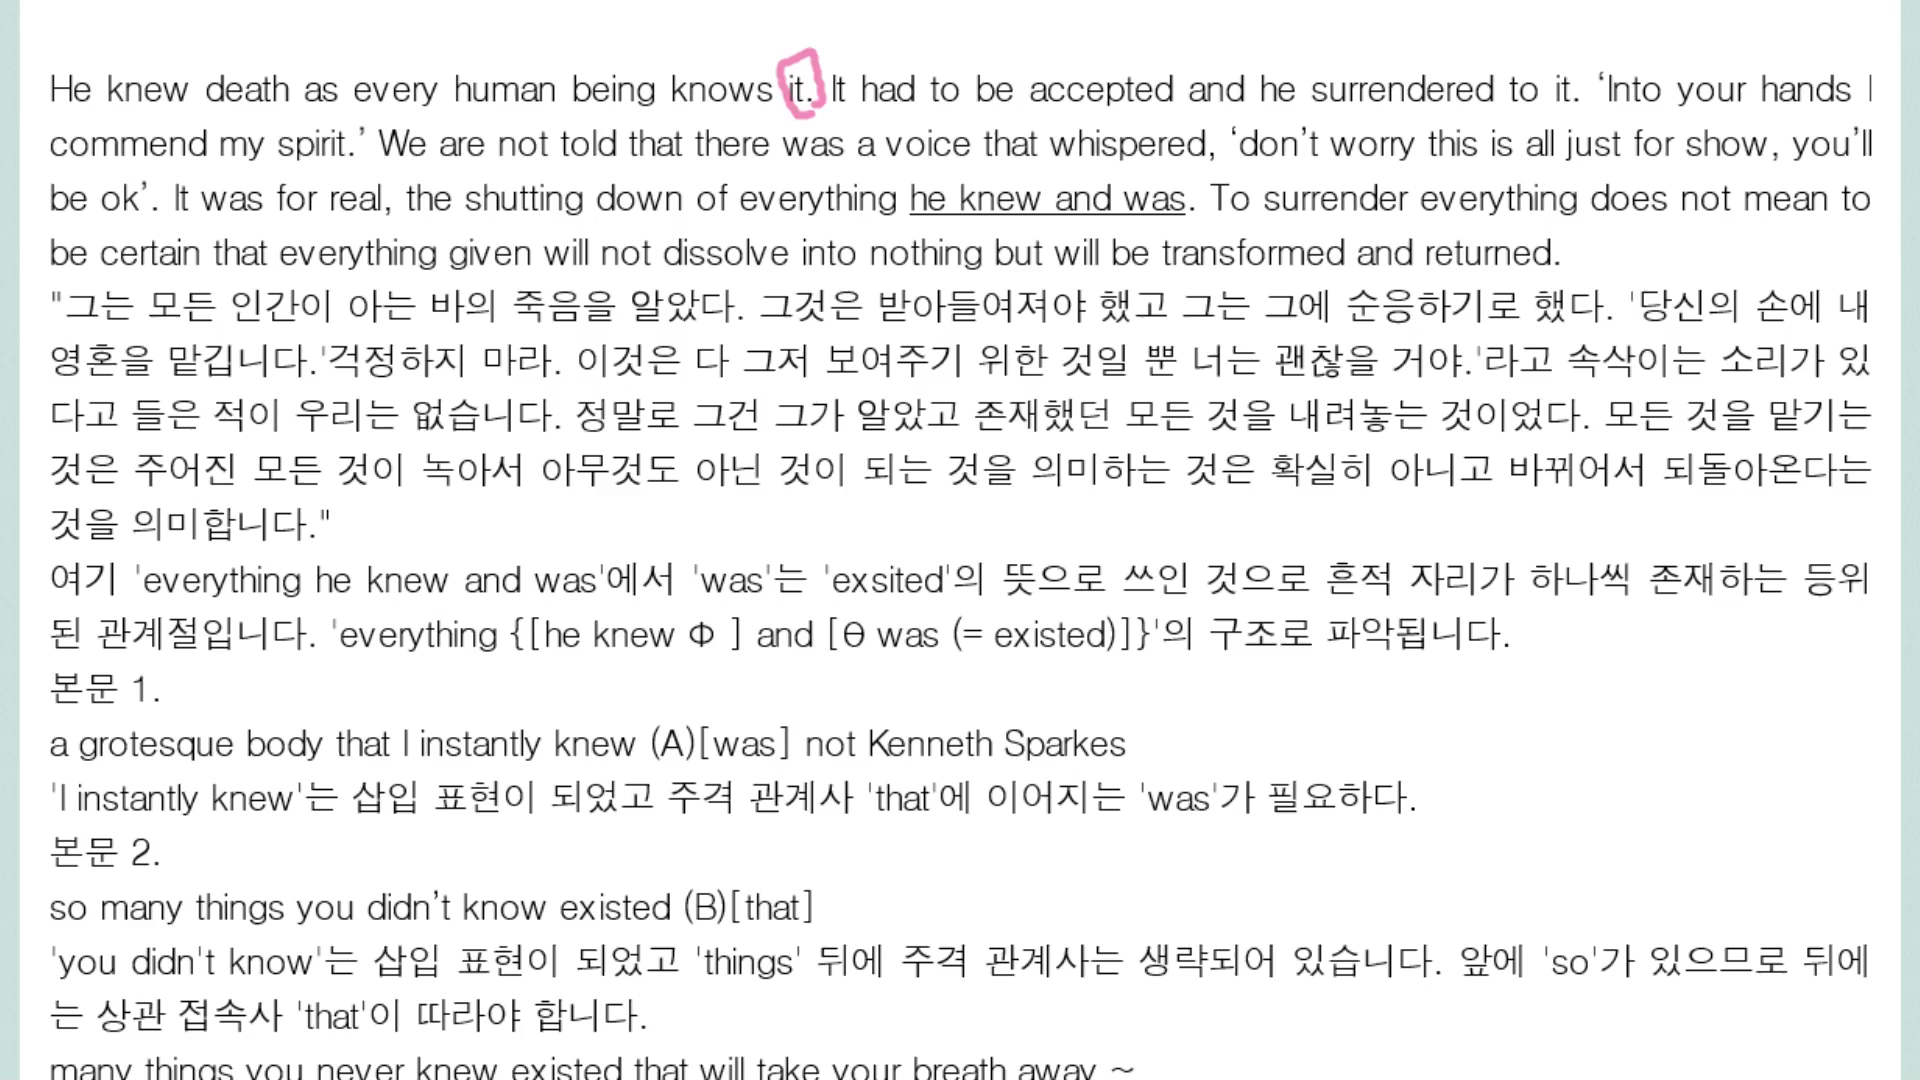 He knew death as every human being knows it. It had to be accepted and he surrendered to it. ‘Into your hands I
commend my spirit.’ We are not told that there was a voice that whispered, ‘don’t worry this is all just for show, you’ll
be ok’. It was for real, the shutting down of everything he knew and was. To surrender everything does not mean to
be certain that everything given will not dissolve into nothing but will be transformed and returned.
"그는 모든 인간이 아는 바의 죽음을 알았다. 그것은 받아들여져야 했고 그는 그에 순응하기로 했다. '당신의 손에 내
영혼을 맡깁니다.'걱정하지 마라. 이것은 다 그저 보여주기 위한 것일 뿐 너는 괜찮을 거야.'라고 속삭이는 소리가 있
다고 들은 적이 우리는 없습니다. 정말로 그건 그가 알았고 존재했던 모든 것을 내려놓는 것이었다. 모든 것을 맡기는
것은 주어진 모든 것이 녹아서 아무것도 아닌 것이 되는 것을 의미하는 것은 확실히 아니고 바뀌어서 되돌아온다는
것을 의미합니다."
여기 'everything he knew and was'에서 'was'는 'exsited'의 뜻으로 쓰인 것으로 흔적 자리가 하나씩 존재하는 등위
된 관계절입니다. 'everything {[he knew Φ ] and [Θ was (= existed)]}'의 구조로 파악됩니다.
본문 1.
a grotesque body that I instantly knew (A)[was] not Kenneth Sparkes
'I instantly knew'는 삽입 표현이 되었고 주격 관계사 'that'에 이어지는 'was'가 필요하다.
본문 2.
so many things you didn’t know existed (B)[that]
'you didn't know'는 삽입 표현이 되었고 'things' 뒤에 주격 관계사는 생략되어 있습니다. 앞에 'so'가 있으므로 뒤에
는 상관 접속사 'that'이 따라야 합니다.
many things you never knew existed that will take your breath away ~